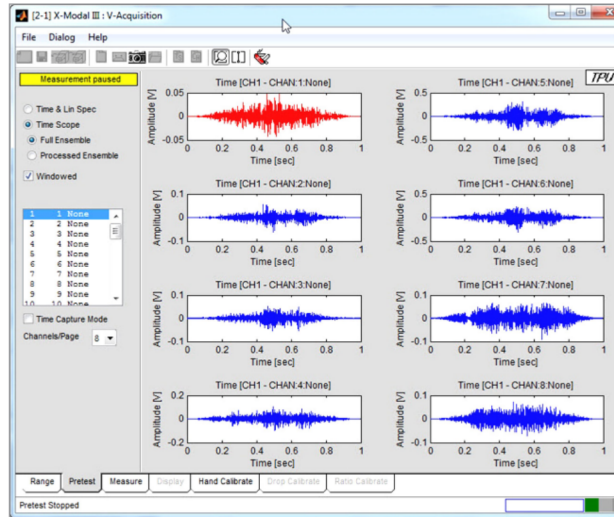 [2-1] X-Modal III : V-Acquisition
File Dialog Help
Measurement paused
Time & Lin Spec
Time Scope
Full Ensemble
Processed Ensemble
Windowed
1 1 None
2 2 None
3 3 None
4 4 None
5 5 None
6 6 None
7 7 None
8 8 None
9 9 None
10 10 None
Time Capture Mode
Channels/Page 8
TPU
Time [CH1 - CHAN:1:None]
Amplitude [V]
0.05
0
-0.05
0 0.2 0.4 0.6 0.8 1
Time [sec]
Time [CH1 - CHAN:5:None]
Amplitude [V]
0.5
0
-0.5
0 0.2 0.4 0.6 0.8 1
Time [sec]
Time [CH1 - CHAN:2:None]
Amplitude [V]
0.1
0
-0.1
0 0.2 0.4 0.6 0.8 1
Time [sec]
Time [CH1 - CHAN:6:None]
Amplitude [V]
0.5
0
-0.5
0 0.2 0.4 0.6 0.8 1
Time [sec]
Time [CH1 - CHAN:3:None]
Amplitude [V]
0.1
0
-0.1
0 0.2 0.4 0.6 0.8 1
Time [sec]
Time [CH1 - CHAN:7:None]
Amplitude [V]
0.1
0
-0.1
0 0.2 0.4 0.6 0.8 1
Time [sec]
Time [CH1 - CHAN:4:None]
Amplitude [V]
0.2
0
-0.2
0 0.2 0.4 0.6 0.8 1
Time [sec]
Time [CH1 - CHAN:8:None]
Amplitude [V]
0.1
0
-0.1
0 0.2 0.4 0.6 0.8 1
Time [sec]
Range Pretest Measure Display Hand Calibrate Drop Calibrate Ratio Calibrate
Pretest Stopped